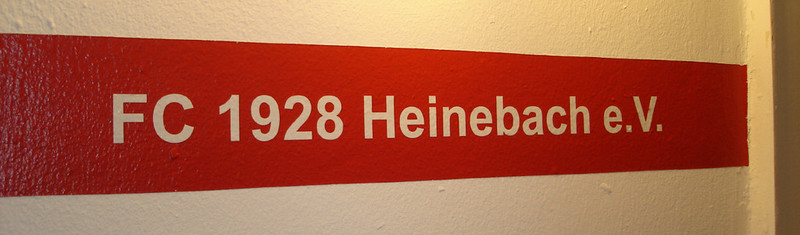 FC 1928 Heinebach e.V.